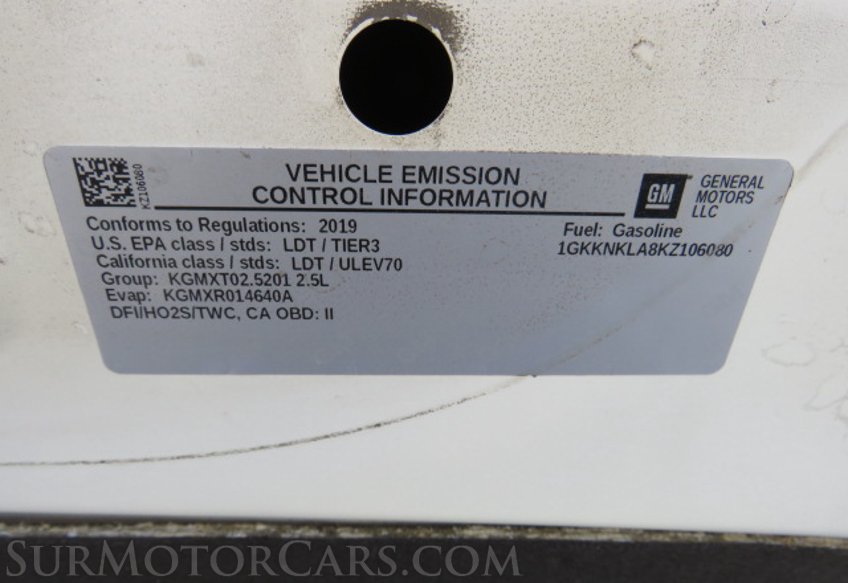 KZ106080
VEHICLE EMISSION
CONTROL INFORMATION
GM
GENERAL
MOTORS
LLC
Conforms to Regulations: 2019
U.S. EPA class / stds: LDT / TIER3
California class / stds: LDT / ULEV70
Group: KGMXT02.5201 2.5L
Evap: KGMXR014640A
DFI/HO2S/TWC, CA OBD: II
Fuel: Gasoline
1GKKNKLA8KZ106080
SURMOTORCARS.COM